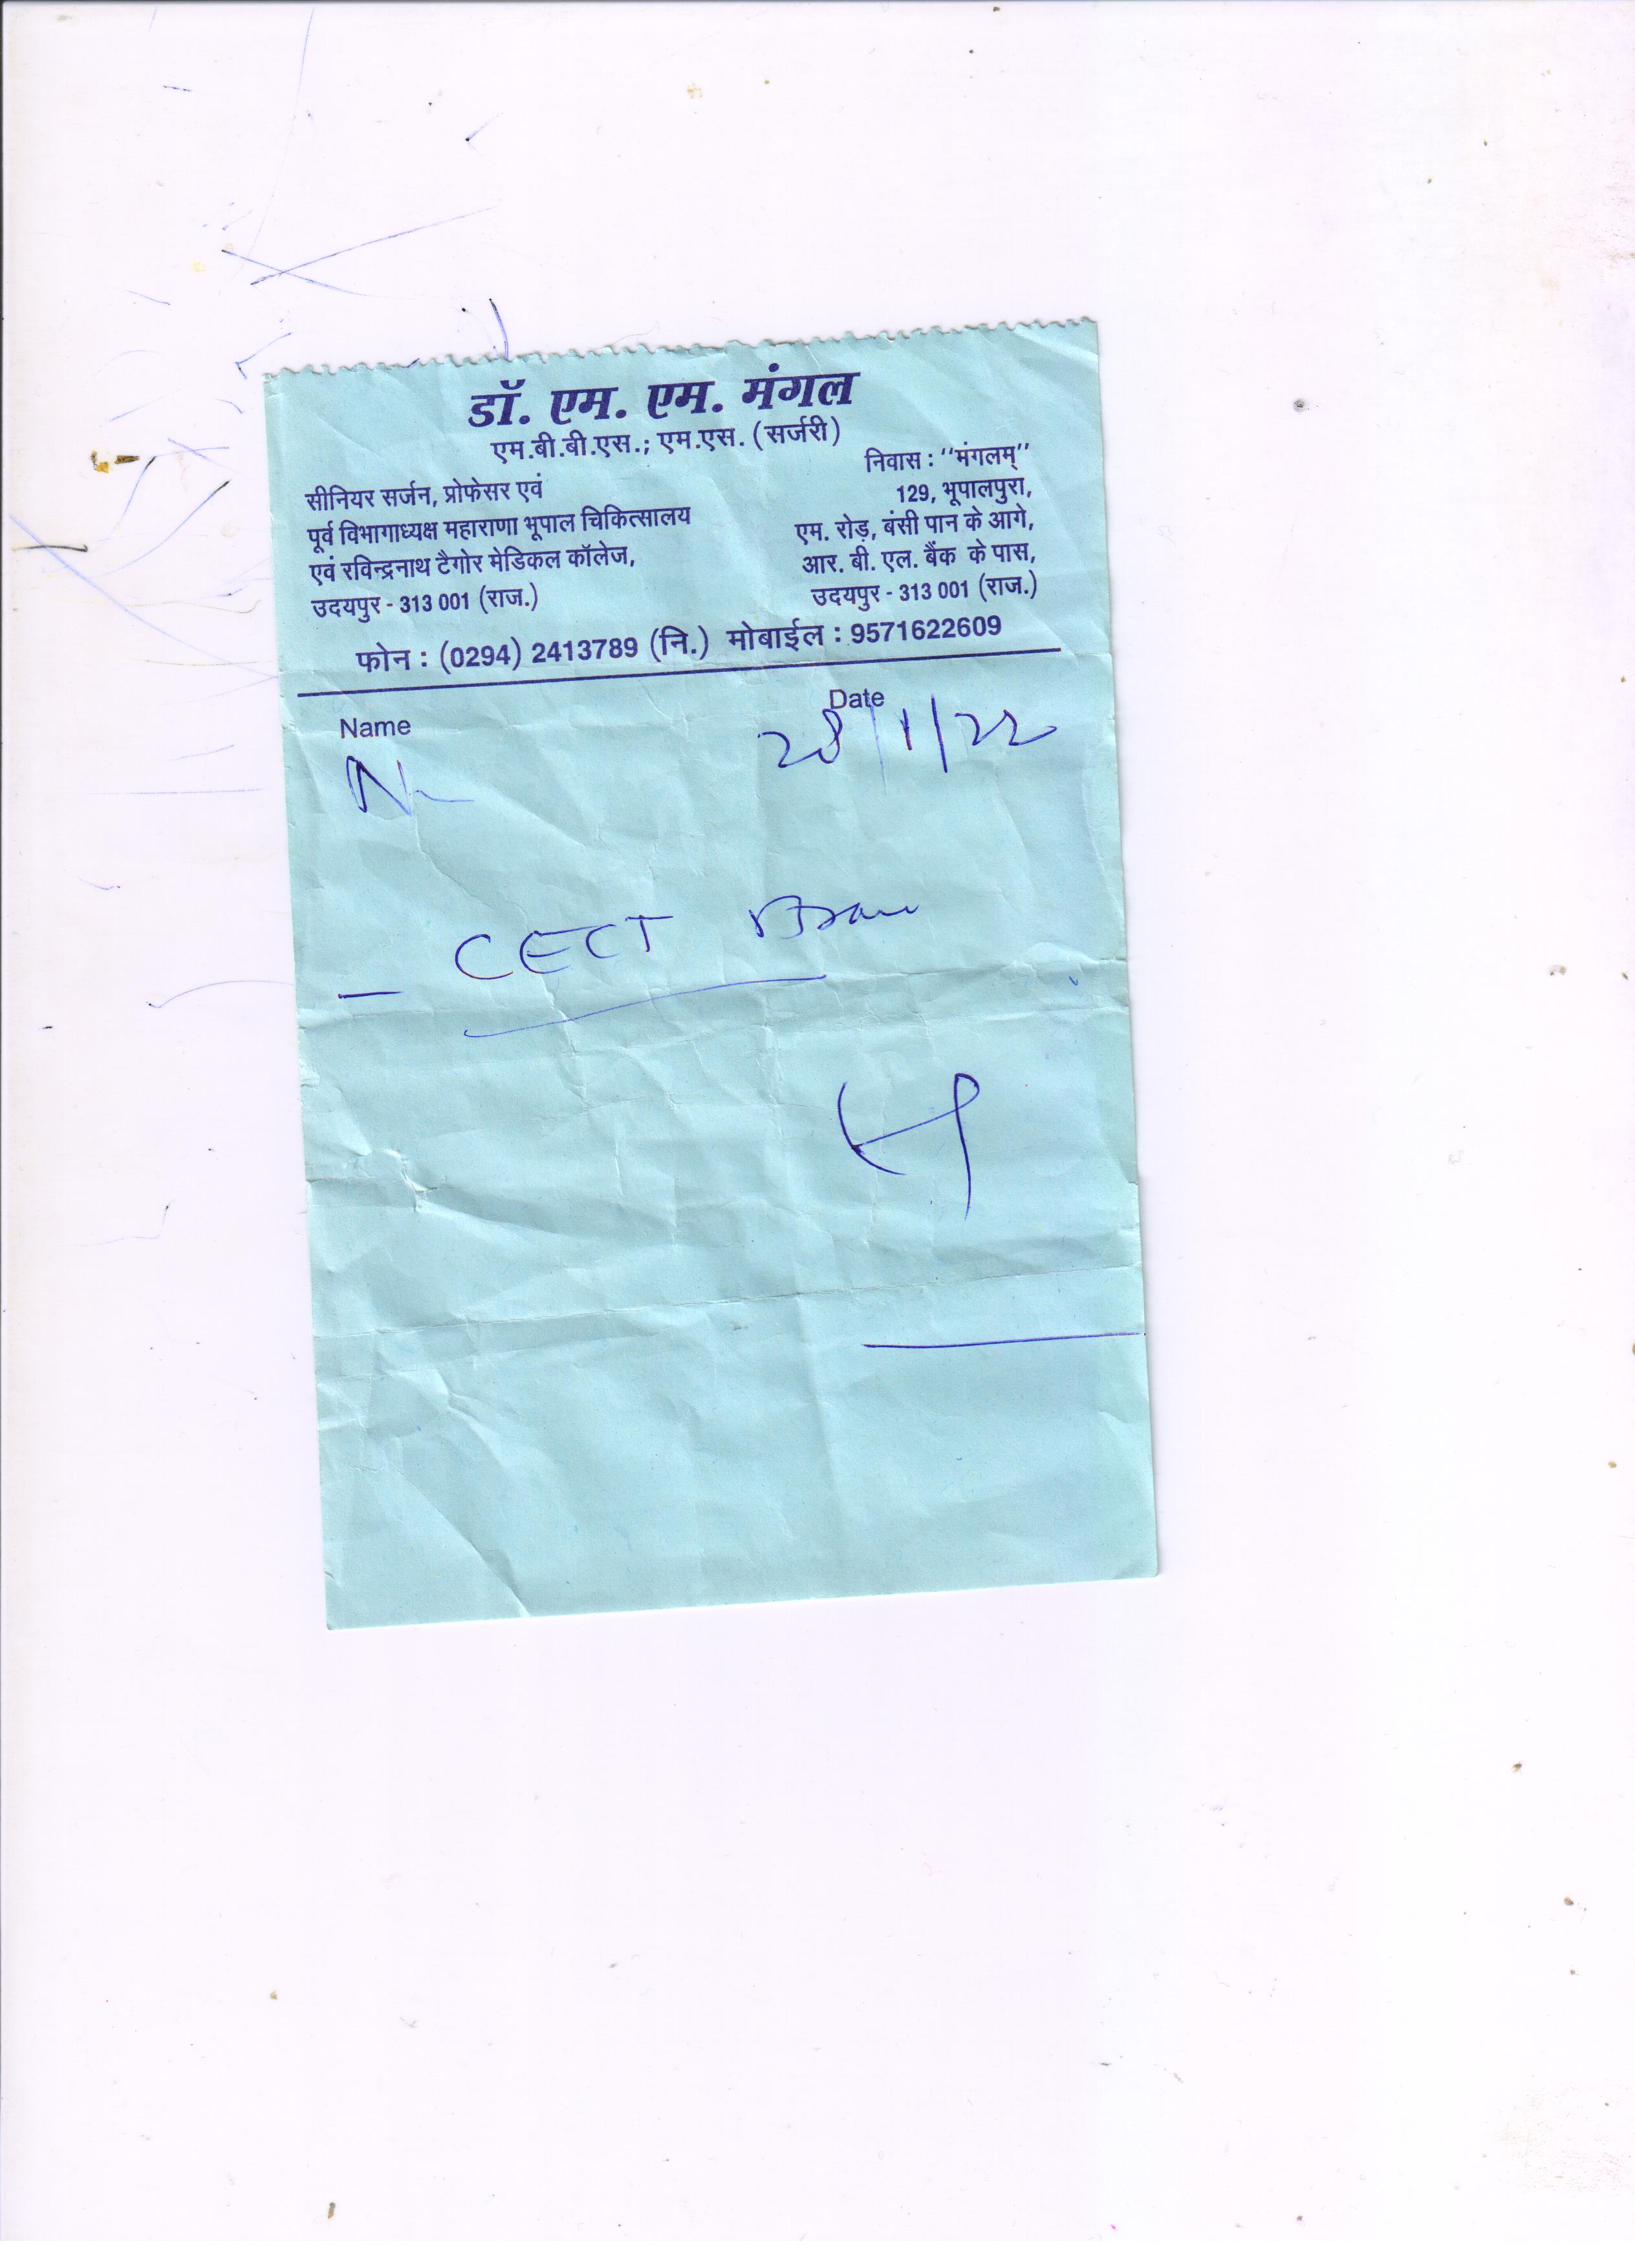 डॉ. एम. एम. मंगल
एम.बी.बी.एस.; एम.एस. (सर्जरी)
सीनियर सर्जन, प्रोफेसर एवं
पूर्व विभागाध्यक्ष महाराणा भूपाल चिकित्सालय
एवं रविन्द्रनाथ टैगोर मेडिकल कॉलेज,
उदयपुर - 313 001 (राज.)
निवास : ‘‘मंगलम्’’
129, भूपालपुरा,
एम. रोड़, बंसी पान के आगे,
आर. बी. एल. बैंक के पास,
उदयपुर - 313 001 (राज.)
फोन : (0294) 2413789 (नि.) मोबाईल : 9571622609
Name
Date
28/1/22
CECT